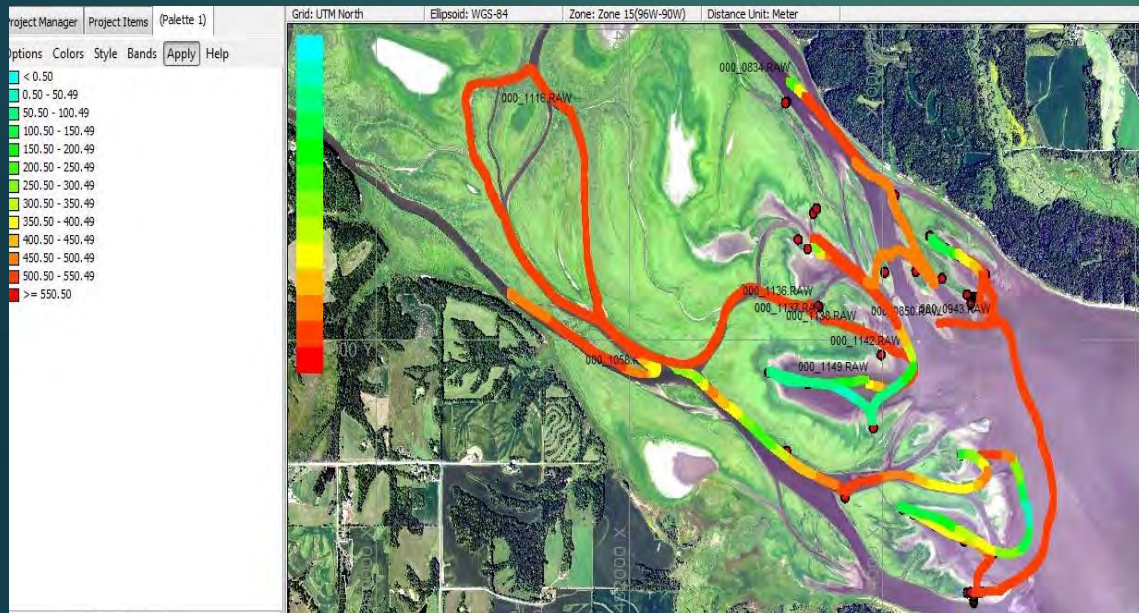 Project Manager Project Items (Palette 1)
Options Colors Style Bands Apply Help
< 0.50
0.50 - 50.49
50.50 - 100.49
100.50 - 150.49
150.50 - 200.49
200.50 - 250.49
250.50 - 300.49
300.50 - 350.49
350.50 - 400.49
400.50 - 450.49
450.50 - 500.49
500.50 - 550.49
>= 550.50
Grid: UTM North Ellipsoid: WGS-84 Zone: Zone 15(96W-90W) Distance Unit: Meter
000_0834.RAW
000_1116.RAW
000_1136.RAW
000_1137.RAW
000_1138.RAW
000_0850.RAW
000_0943.RAW
000_1142.RAW
000_1058.R
000_1149.RAW